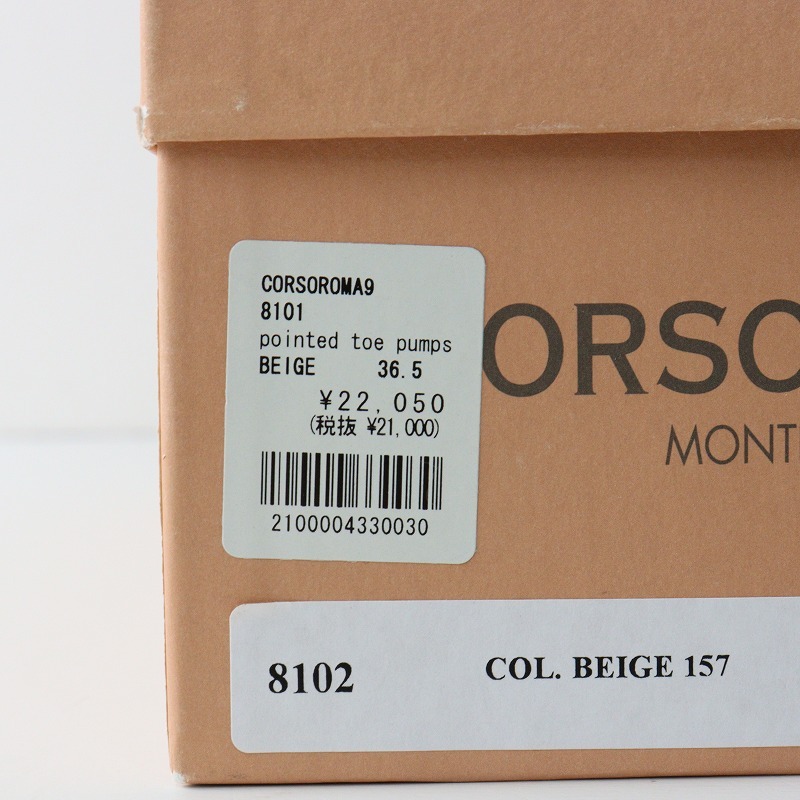 CORSOROMA9
8101
pointed toe pumps
BEIGE 36.5
¥22,050
(税抜 ¥21,000)
2100004330030
ORSO
MONT
8102 COL. BEIGE 157